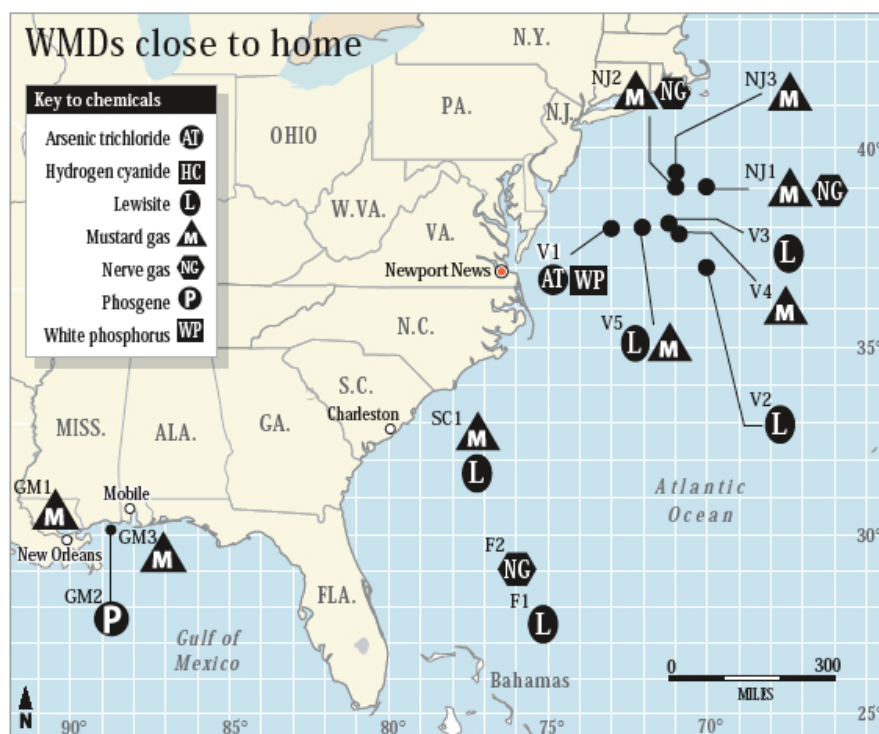 WMDs close to home
Key to chemicals
Arsenic trichloride AT
Hydrogen cyanide HC
Lewisite L
Mustard gas M
Nerve gas NG
Phosgene P
White phosphorus WP
N.Y.
PA.
N.J.
OHIO
W.VA.
VA.
Newport News
N.C.
S.C.
Charleston
MISS.
ALA.
GA.
FLA.
Mobile
New Orleans
GM1
M
GM3
M
GM2
P
Gulf of
Mexico
NJ2
M NG
NJ3
M
NJ1
M NG
V1
AT WP
V3
L
V4
M
V5
L M
V2
L
SC1
M
L
F2
NG
F1
L
Atlantic
Ocean
Bahamas
0 300
MILES
N
90° 85° 80° 75° 70°
40°
35°
30°
25°